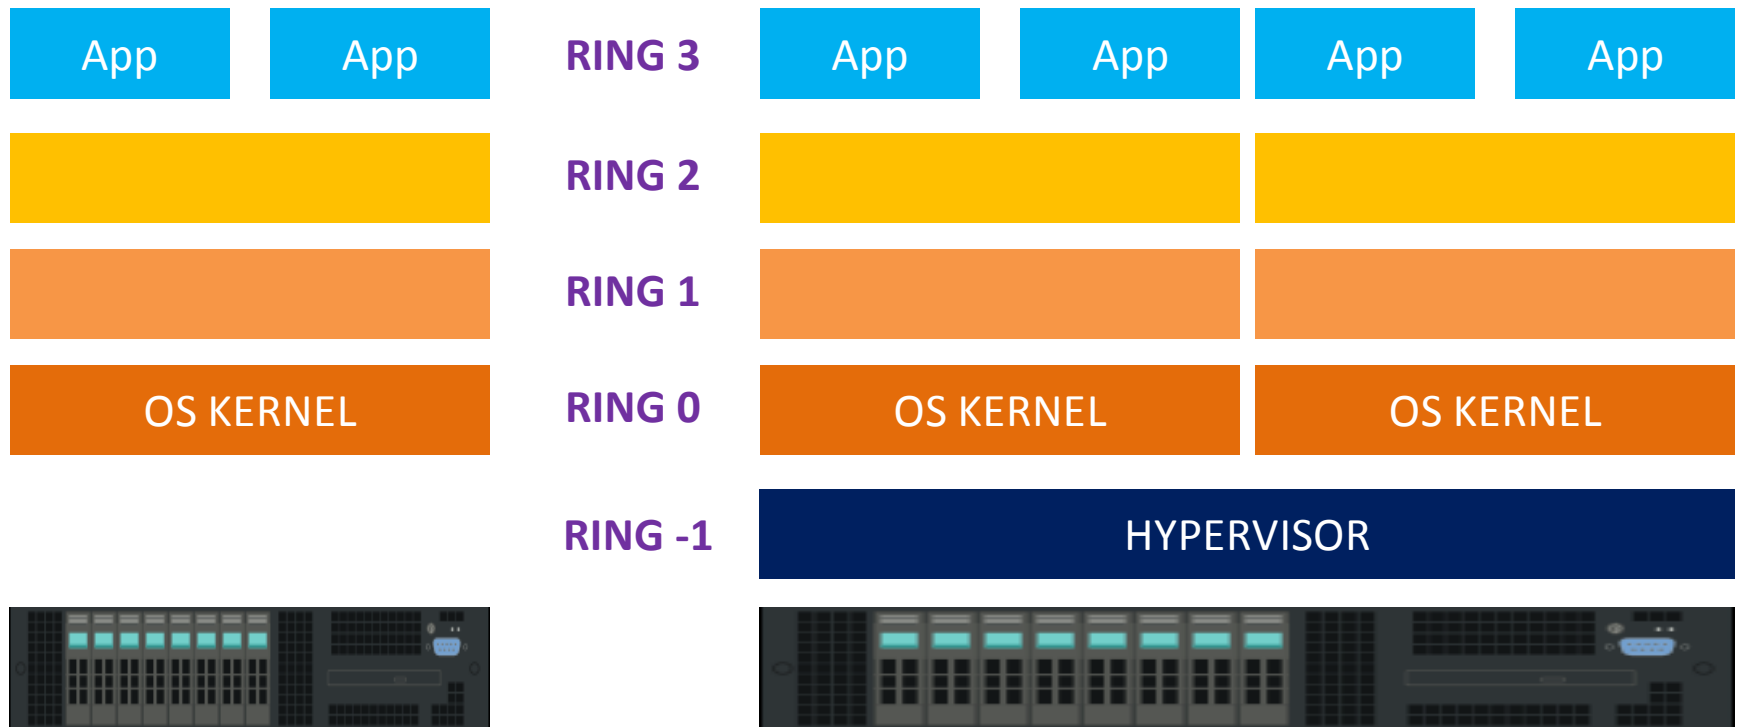 App App RING 3 App App App App
RING 2
RING 1
OS KERNEL RING 0 OS KERNEL OS KERNEL
RING -1 HYPERVISOR